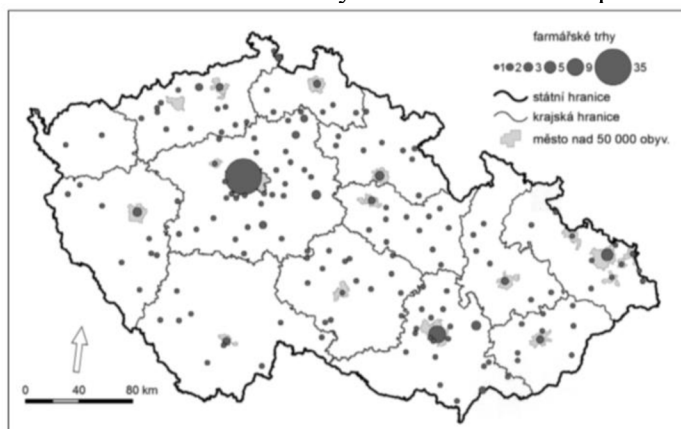 farmářské trhy
1 2 3 5 9 35
státní hranice
krajská hranice
město nad 50 000 obyv.
0 40 80 km